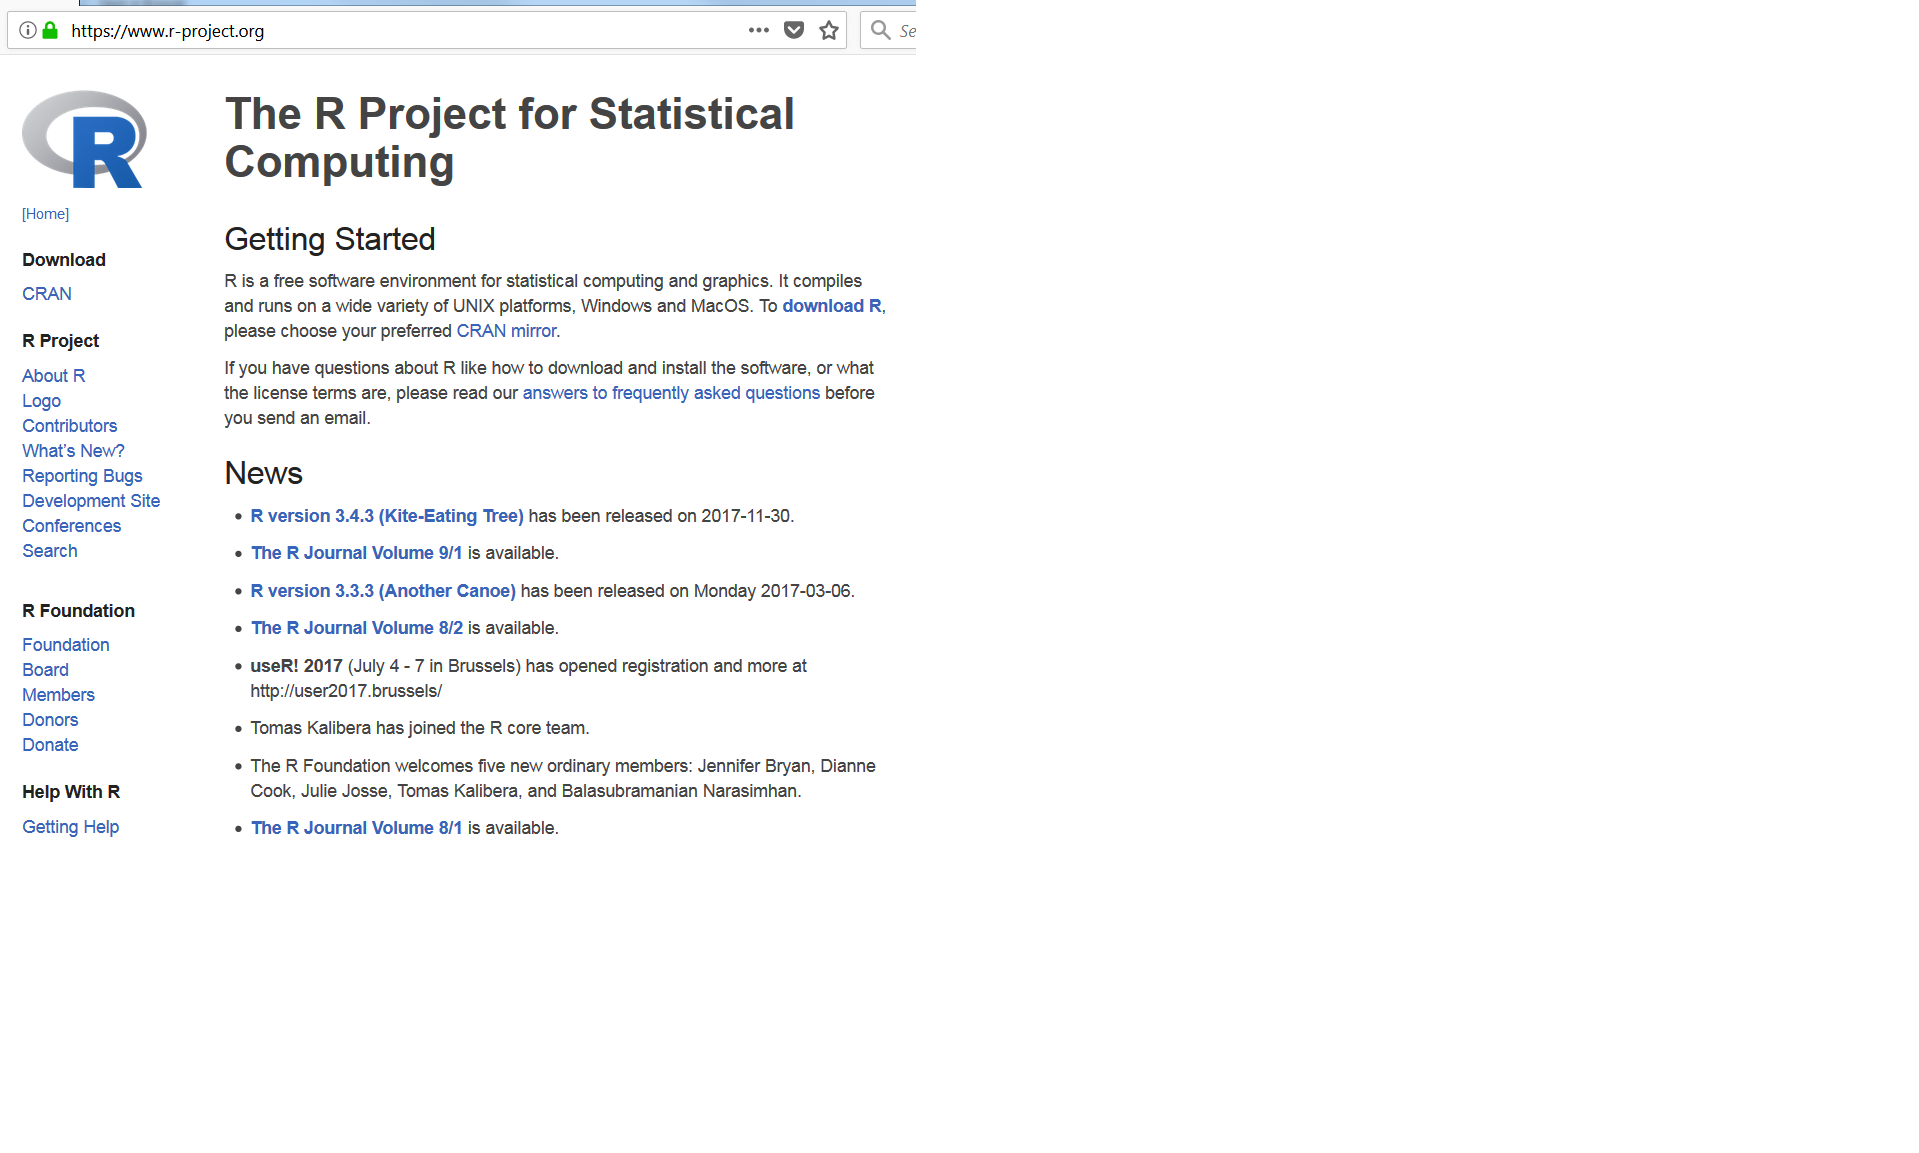 https://www.r-project.org
Se
R
[Home]
Download
CRAN
R Project
About R
Logo
Contributors
What's New?
Reporting Bugs
Development Site
Conferences
Search
R Foundation
Foundation
Board
Members
Donors
Donate
Help With R
Getting Help
The R Project for Statistical
Computing
Getting Started
R is a free software environment for statistical computing and graphics. It compiles
and runs on a wide variety of UNIX platforms, Windows and MacOS. To download R,
please choose your preferred CRAN mirror.
If you have questions about R like how to download and install the software, or what
the license terms are, please read our answers to frequently asked questions before
you send an email.
News
• R version 3.4.3 (Kite-Eating Tree) has been released on 2017-11-30.
• The R Journal Volume 9/1 is available.
• R version 3.3.3 (Another Canoe) has been released on Monday 2017-03-06.
• The R Journal Volume 8/2 is available.
• useR! 2017 (July 4 - 7 in Brussels) has opened registration and more at
http://user2017.brussels/
• Tomas Kalibera has joined the R core team.
• The R Foundation welcomes five new ordinary members: Jennifer Bryan, Dianne
Cook, Julie Josse, Tomas Kalibera, and Balasubramanian Narasimhan.
• The R Journal Volume 8/1 is available.